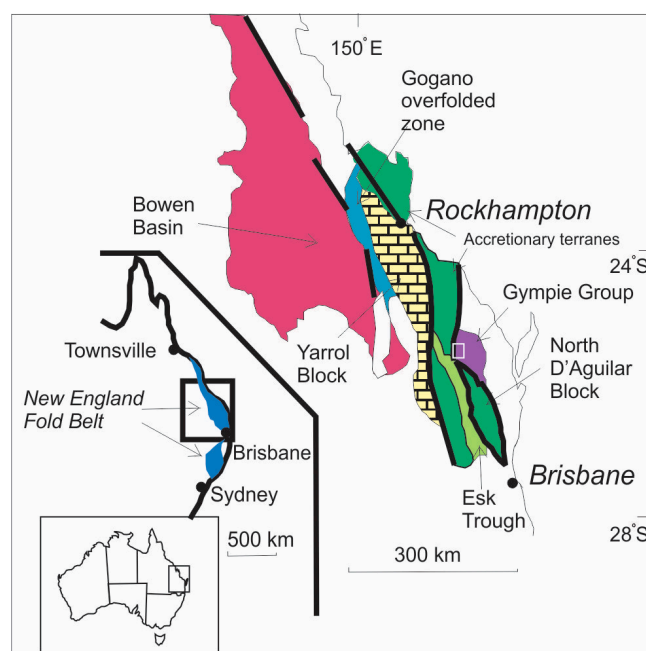 150°E
Gogano
overfolded
zone
Bowen
Basin
Rockhampton
Accretionary terranes
24°S
Gympie Group
Townsville
Yarrol
Block
North
D'Aguilar
Block
New England
Fold Belt
Brisbane
Sydney
Esk
Trough
Brisbane
500 km
300 km
28°S